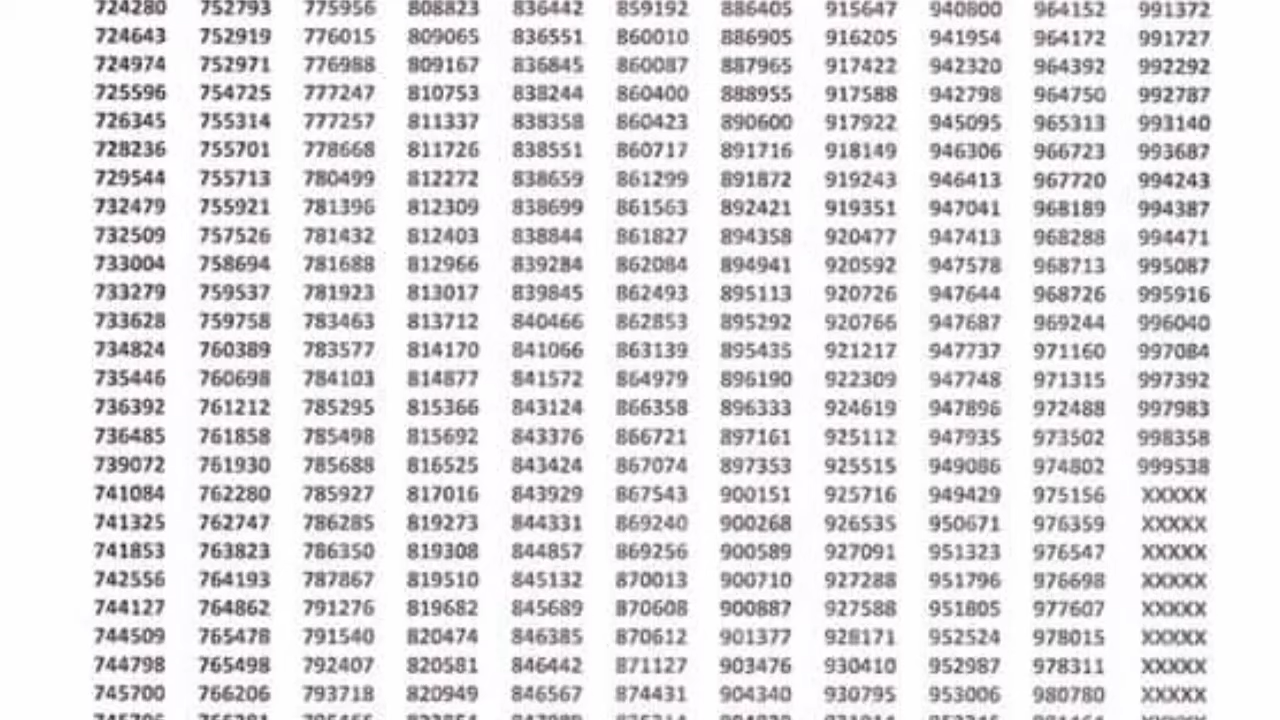 724280 752793 775956 808823 836442 859192 886405 915647 940800 964152 991372
724643 752919 776015 809065 836551 860010 886905 916205 941954 964172 991727
724974 752971 776988 809167 836845 860087 887965 917422 942320 964392 992292
725596 754725 777247 810753 838244 860400 888955 917588 942798 964750 992787
726345 755314 777257 811337 838358 860423 890600 917922 945095 965313 993140
728236 755701 778668 811726 838551 860717 891716 918149 946306 966723 993687
729544 755713 780499 812272 838659 861299 891872 919243 946413 967720 994243
732479 755921 781396 812309 838699 861563 892421 919351 947041 968189 994387
732509 757526 781432 812403 838844 861827 894358 920477 947413 968288 994471
733004 758694 781688 812966 839284 862084 894941 920592 947578 968713 995087
733279 759537 781923 813017 839845 862493 895113 920726 947644 968726 995916
733628 759758 783463 813712 840466 862853 895292 920766 947687 969244 996040
734824 760389 783577 814170 841066 863139 895435 921217 947737 971160 997084
735446 760698 784103 814877 841572 864979 896190 922309 947748 971315 997392
736392 761212 785295 815366 843124 866358 896333 924619 947896 972488 997983
736485 761858 785498 815692 843376 866721 897161 925112 947935 973502 998358
739072 761930 785688 816525 843424 867074 897353 925515 949086 974802 999538
741084 762280 785927 817016 843929 867543 900151 925716 949429 975156 XXXXX
741325 762747 786285 819273 844331 869240 900268 926535 950671 976359 XXXXX
741853 763823 786350 819308 844857 869256 900589 927091 951323 976547 XXXXX
742556 764193 787867 819510 845132 870013 900710 927288 951796 976698 XXXXX
744127 764862 791276 819682 845689 870608 900887 927588 951805 977607 XXXXX
744509 765478 791540 820474 846385 870612 901377 928171 952524 978015 XXXXX
744798 765498 792407 820581 846442 871127 903476 930410 952987 978311 XXXXX
745700 766206 793718 820949 846567 874431 904340 930795 953006 980780 XXXXX